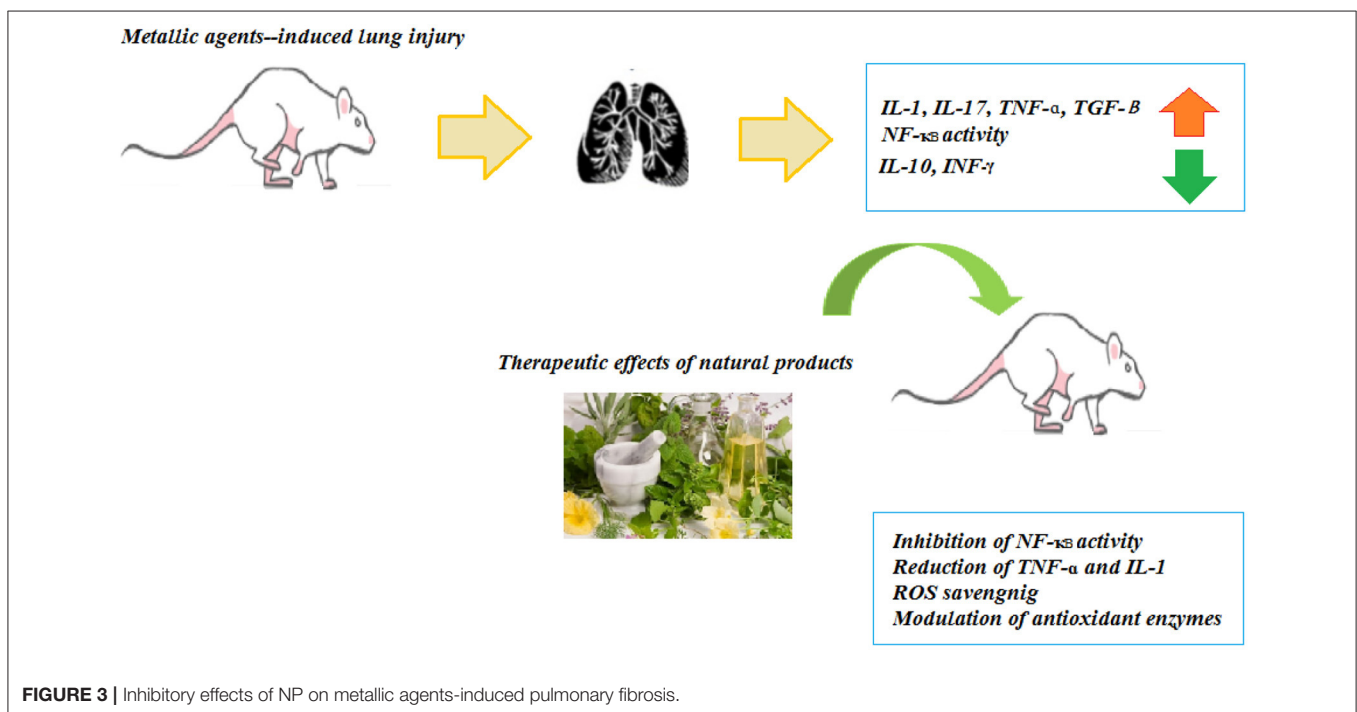 Metallic agents--induced lung injury
IL-1, IL-17, TNF-α, TGF-B
NF-κB activity
IL-10, INF-γ
Therapeutic effects of natural products
Inhibition of NF-κB activity
Reduction of TNF-α and IL-1
ROS savengnig
Modulation of antioxidant enzymes
FIGURE 3 | Inhibitory effects of NP on metallic agents-induced pulmonary fibrosis.